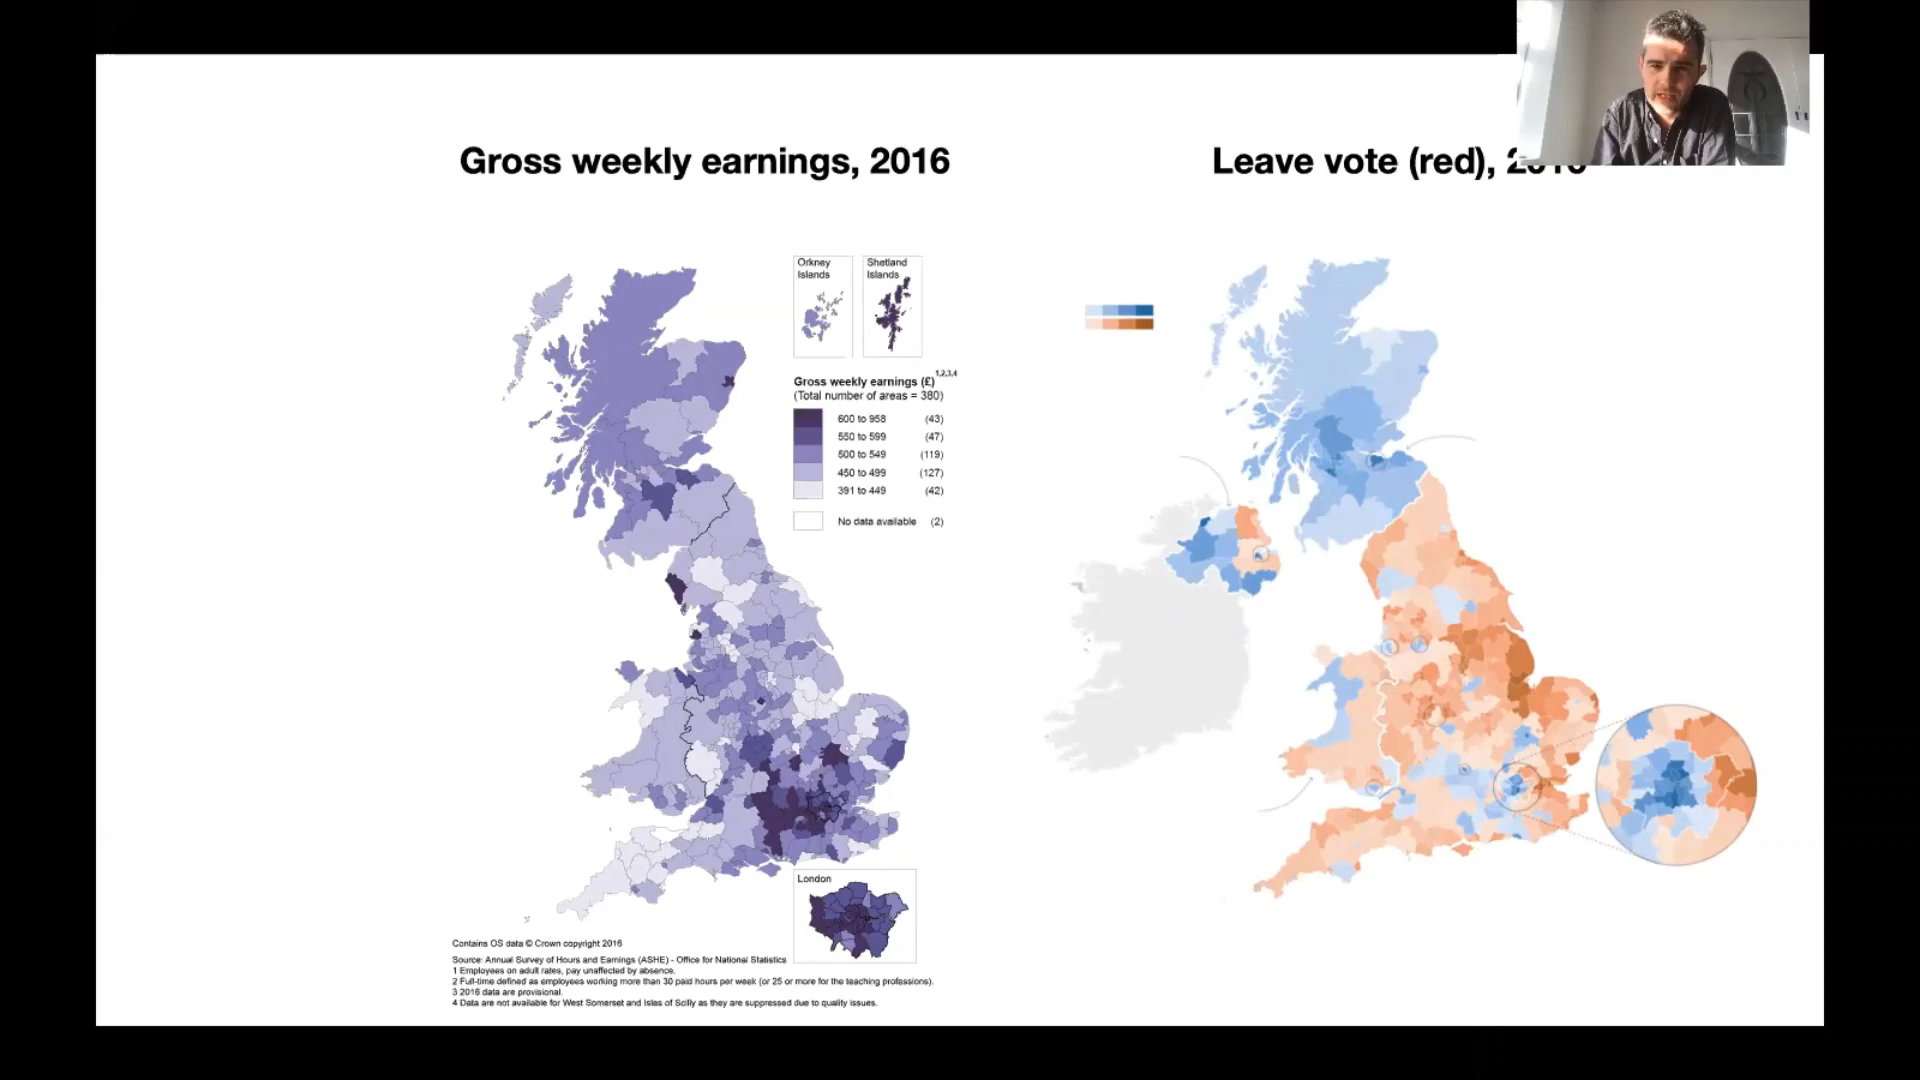 Gross weekly earnings, 2016
Leave vote (red),
Orkney
Islands
Shetland
Islands
Gross weekly earnings (£) 1,2,3,4
(Total number of areas = 380)
600 to 958 (43)
550 to 599 (47)
500 to 549 (119)
450 to 499 (127)
391 to 449 (42)
No data available (2)
London
Contains OS data © Crown copyright 2016
Source: Annual Survey of Hours and Earnings (ASHE) - Office for National Statistics
1 Employees on adult rates, pay unaffected by absence.
2 Full-time defined as employees working more than 30 paid hours per week (or 25 or more for the teaching professions).
3 2016 data are provisional.
4 Data are not available for West Somerset and Isles of Scilly as they are suppressed due to quality issues.